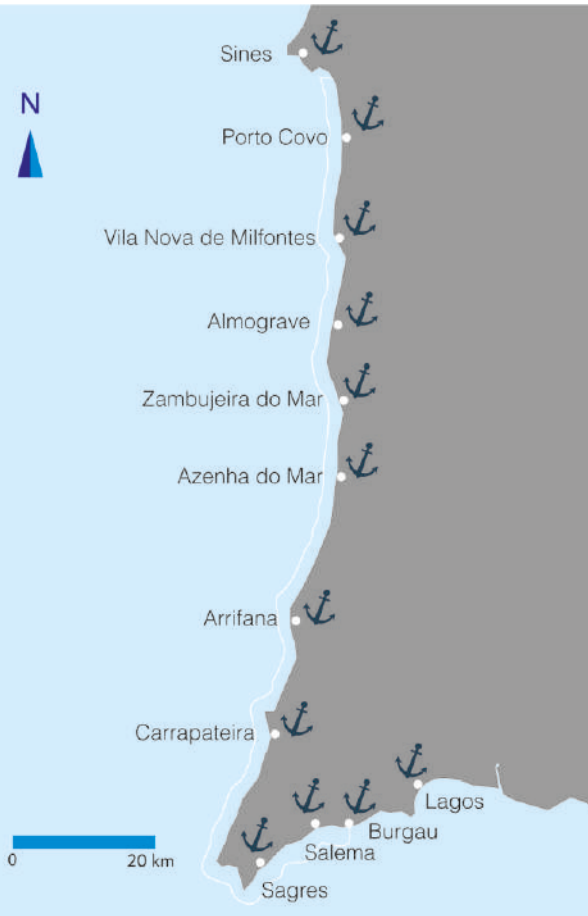 Sines
N
Porto Covo
Vila Nova de Milfontes
Almograve
Zambujeira do Mar
Azenha do Mar
Arrifana
Carrapateira
Lagos
Burgau
Salema
0 20 km
Sagres